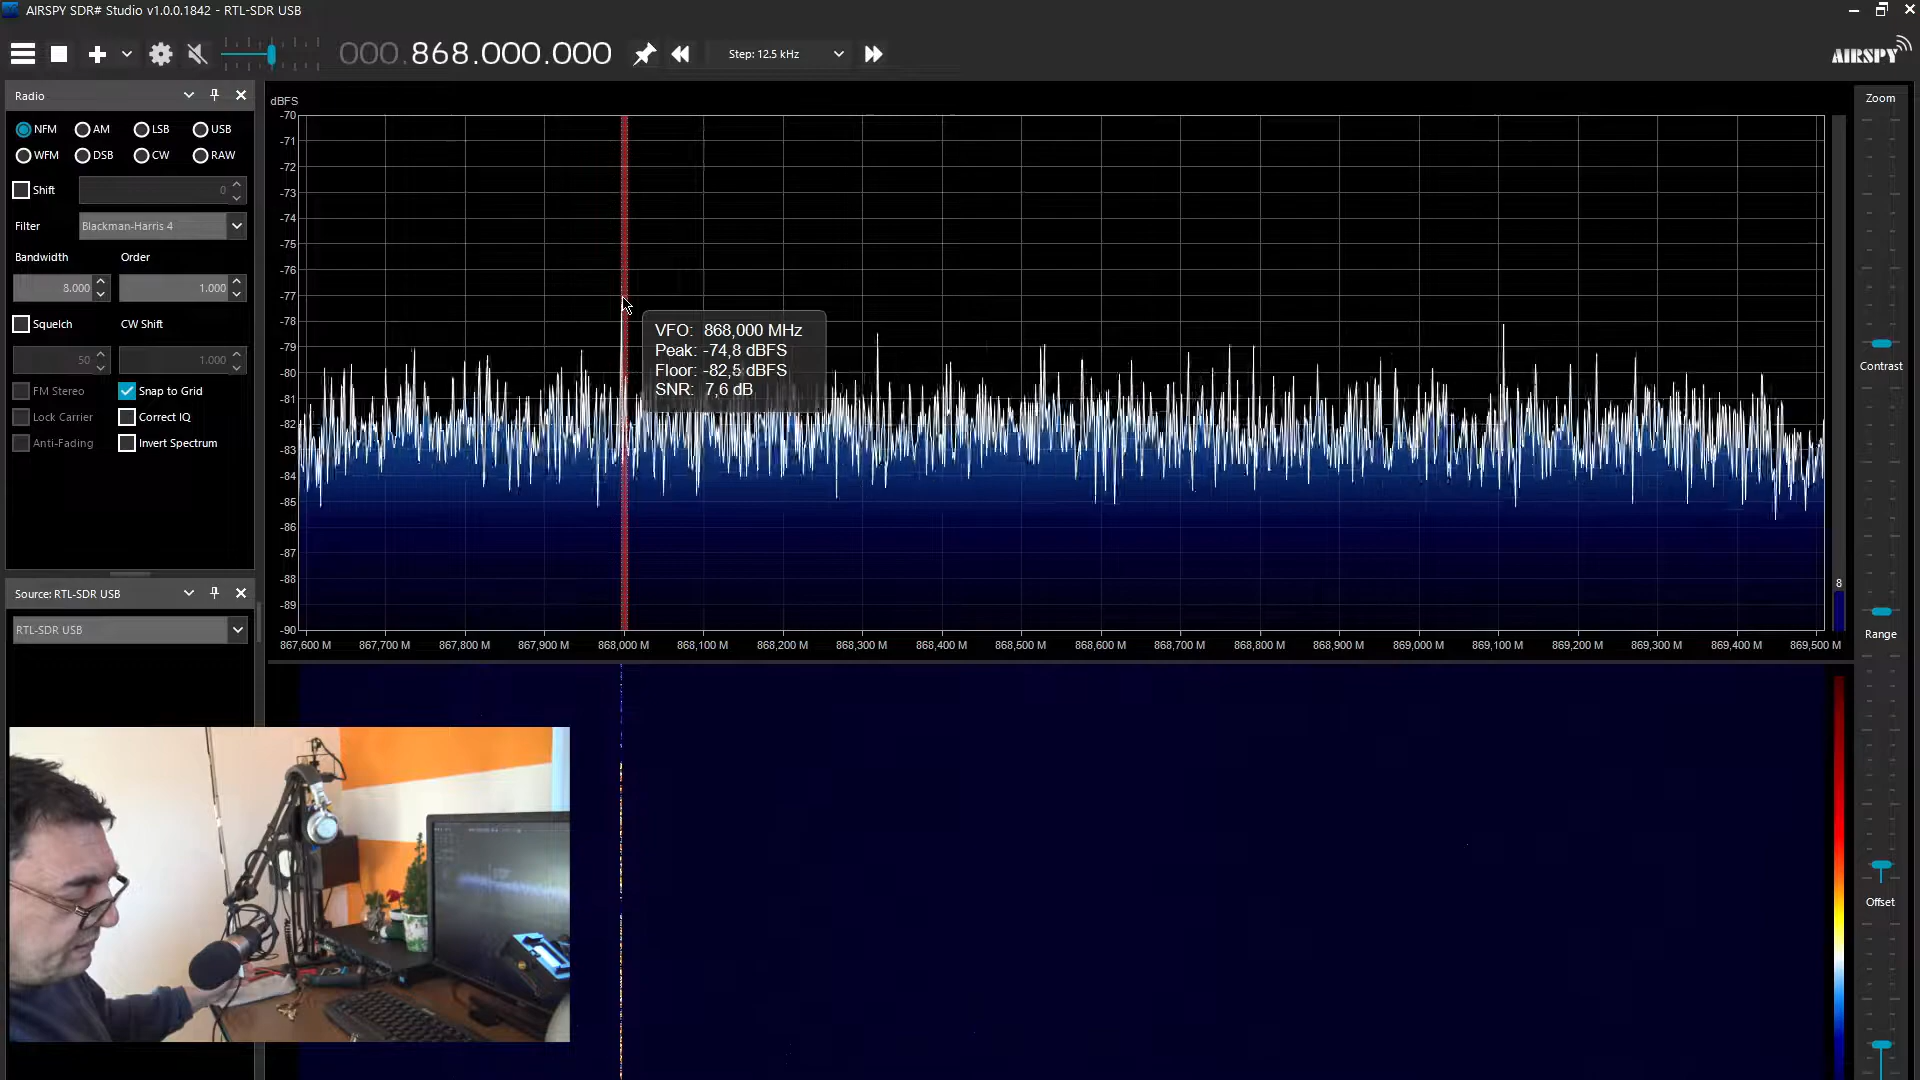 AIRSPY SDR# Studio v1.0.0.1842 - RTL-SDR USB
000.868.000.000
Step: 12.5 kHz
AIRSPY
Radio
NFM AM LSB USB
WFM DSB CW RAW
Shift 0
Filter Blackman-Harris 4
Bandwidth Order
8.000 1.000
Squelch CW Shift
50 1.000
FM Stereo Snap to Grid
Lock Carrier Correct IQ
Anti-Fading Invert Spectrum
Source: RTL-SDR USB
RTL-SDR USB
dBFS
-70
-71
-72
-73
-74
-75
-76
-77
-78
-79
-80
-81
-82
-83
-84
-85
-86
-87
-88
-89
-90
VFO: 868,000 MHz
Peak: -74,8 dBFS
Floor: -82,5 dBFS
SNR: 7,6 dB
867,600 M 867,700 M 867,800 M 867,900 M 868,000 M 868,100 M 868,200 M 868,300 M 868,400 M 868,500 M 868,600 M 868,700 M 868,800 M 868,900 M 869,000 M 869,100 M 869,200 M 869,300 M 869,400 M 869,500 M
8
Zoom
Contrast
Range
Offset